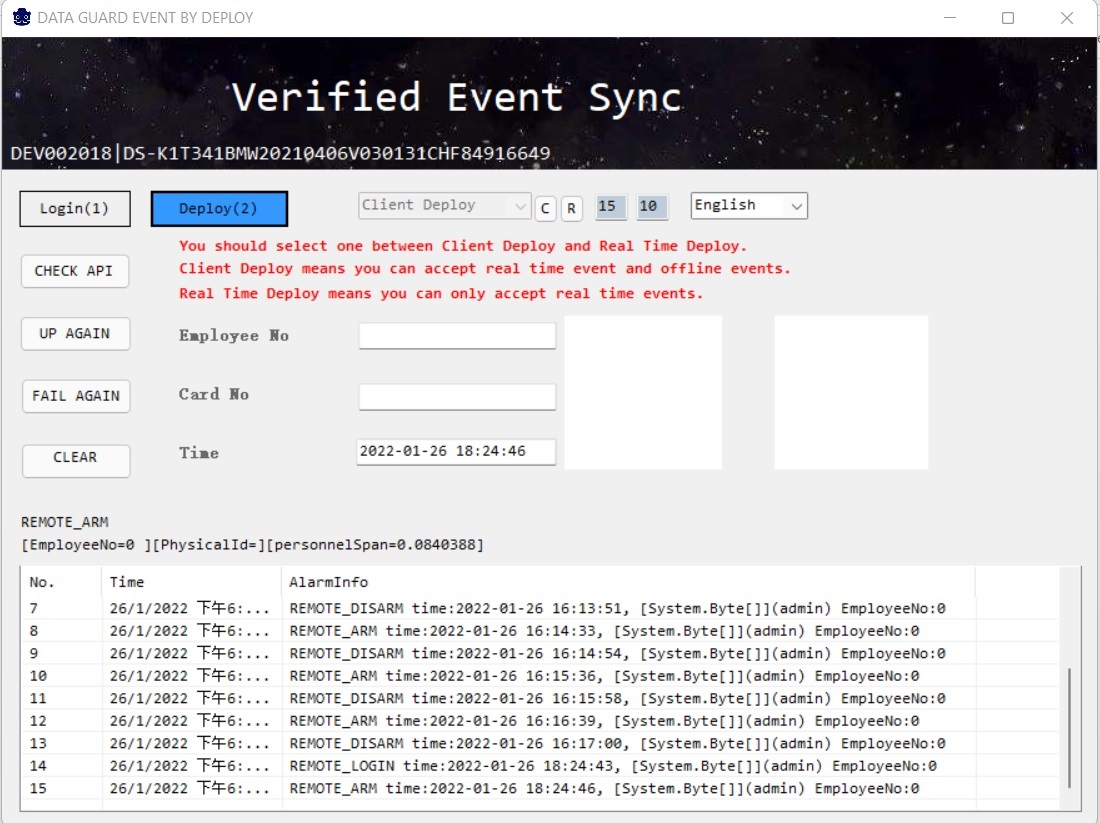 DATA GUARD EVENT BY DEPLOY
Verified Event Sync
DEV002018|DS-K1T341BMW20210406V030131CHF84916649
Login(1) Deploy(2) Client Deploy C R 15 10 English
You should select one between Client Deploy and Real Time Deploy.
Client Deploy means you can accept real time event and offline events.
CHECK API
Real Time Deploy means you can only accept real time events.
UP AGAIN Employee No
FAIL AGAIN Card No
CLEAR Time 2022-01-26 18:24:46
REMOTE_ARM
[EmployeeNo=0 ][PhysicalId=][personnelSpan=0.0840388]
No. Time AlarmInfo
7 26/1/2022 下午6:... REMOTE_DISARM time:2022-01-26 16:13:51, [System.Byte[]](admin) EmployeeNo:0
8 26/1/2022 下午6:... REMOTE_ARM time:2022-01-26 16:14:33, [System.Byte[]](admin) EmployeeNo:0
9 26/1/2022 下午6:... REMOTE_DISARM time:2022-01-26 16:14:54, [System.Byte[]](admin) EmployeeNo:0
10 26/1/2022 下午6:... REMOTE_ARM time:2022-01-26 16:15:36, [System.Byte[]](admin) EmployeeNo:0
11 26/1/2022 下午6:... REMOTE_DISARM time:2022-01-26 16:15:58, [System.Byte[]](admin) EmployeeNo:0
12 26/1/2022 下午6:... REMOTE_ARM time:2022-01-26 16:16:39, [System.Byte[]](admin) EmployeeNo:0
13 26/1/2022 下午6:... REMOTE_DISARM time:2022-01-26 16:17:00, [System.Byte[]](admin) EmployeeNo:0
14 26/1/2022 下午6:... REMOTE_LOGIN time:2022-01-26 18:24:43, [System.Byte[]](admin) EmployeeNo:0
15 26/1/2022 下午6:... REMOTE_ARM time:2022-01-26 18:24:46, [System.Byte[]](admin) EmployeeNo:0